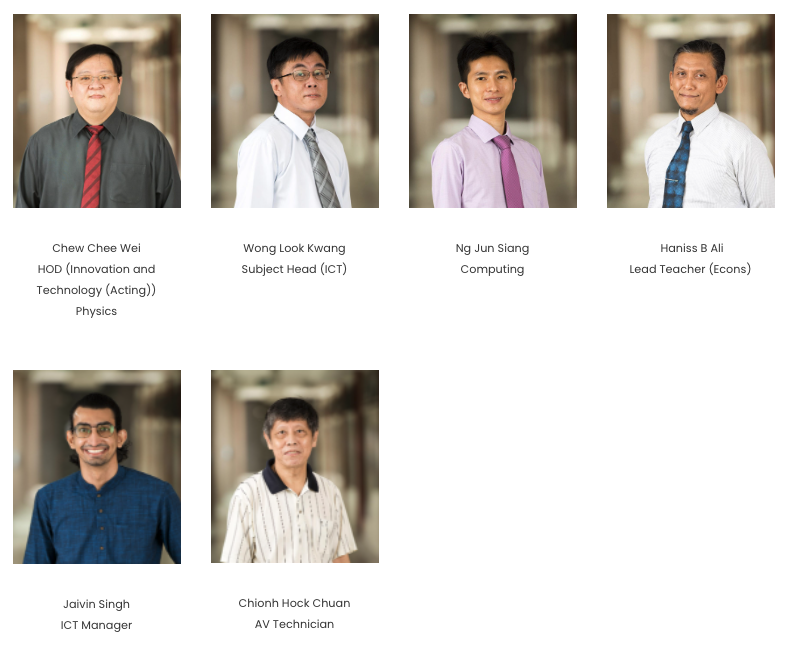 Chew Chee Wei
HOD (Innovation and
Technology (Acting))
Physics
Wong Look Kwang
Subject Head (ICT)
Ng Jun Siang
Computing
Haniss B Ali
Lead Teacher (Econs)
Jaivin Singh
ICT Manager
Chionh Hock Chuan
AV Technician